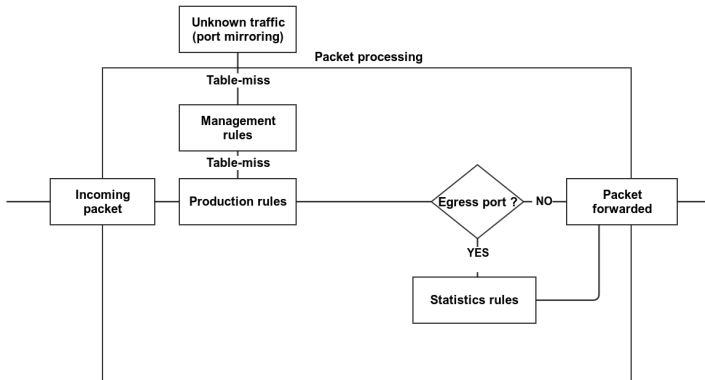 Unknown traffic
(port mirroring)
Packet processing
Table-miss
Management
rules
Table-miss
Incoming
packet
Production rules
Egress port ?
NO
Packet
forwarded
YES
Statistics rules